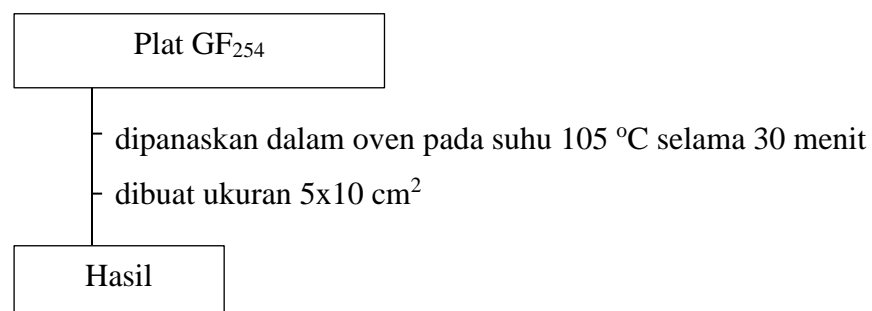 Plat GF₂₅₄
dipanaskan dalam oven pada suhu 105 ᵒC selama 30 menit
dibuat ukuran 5x10 cm²
Hasil